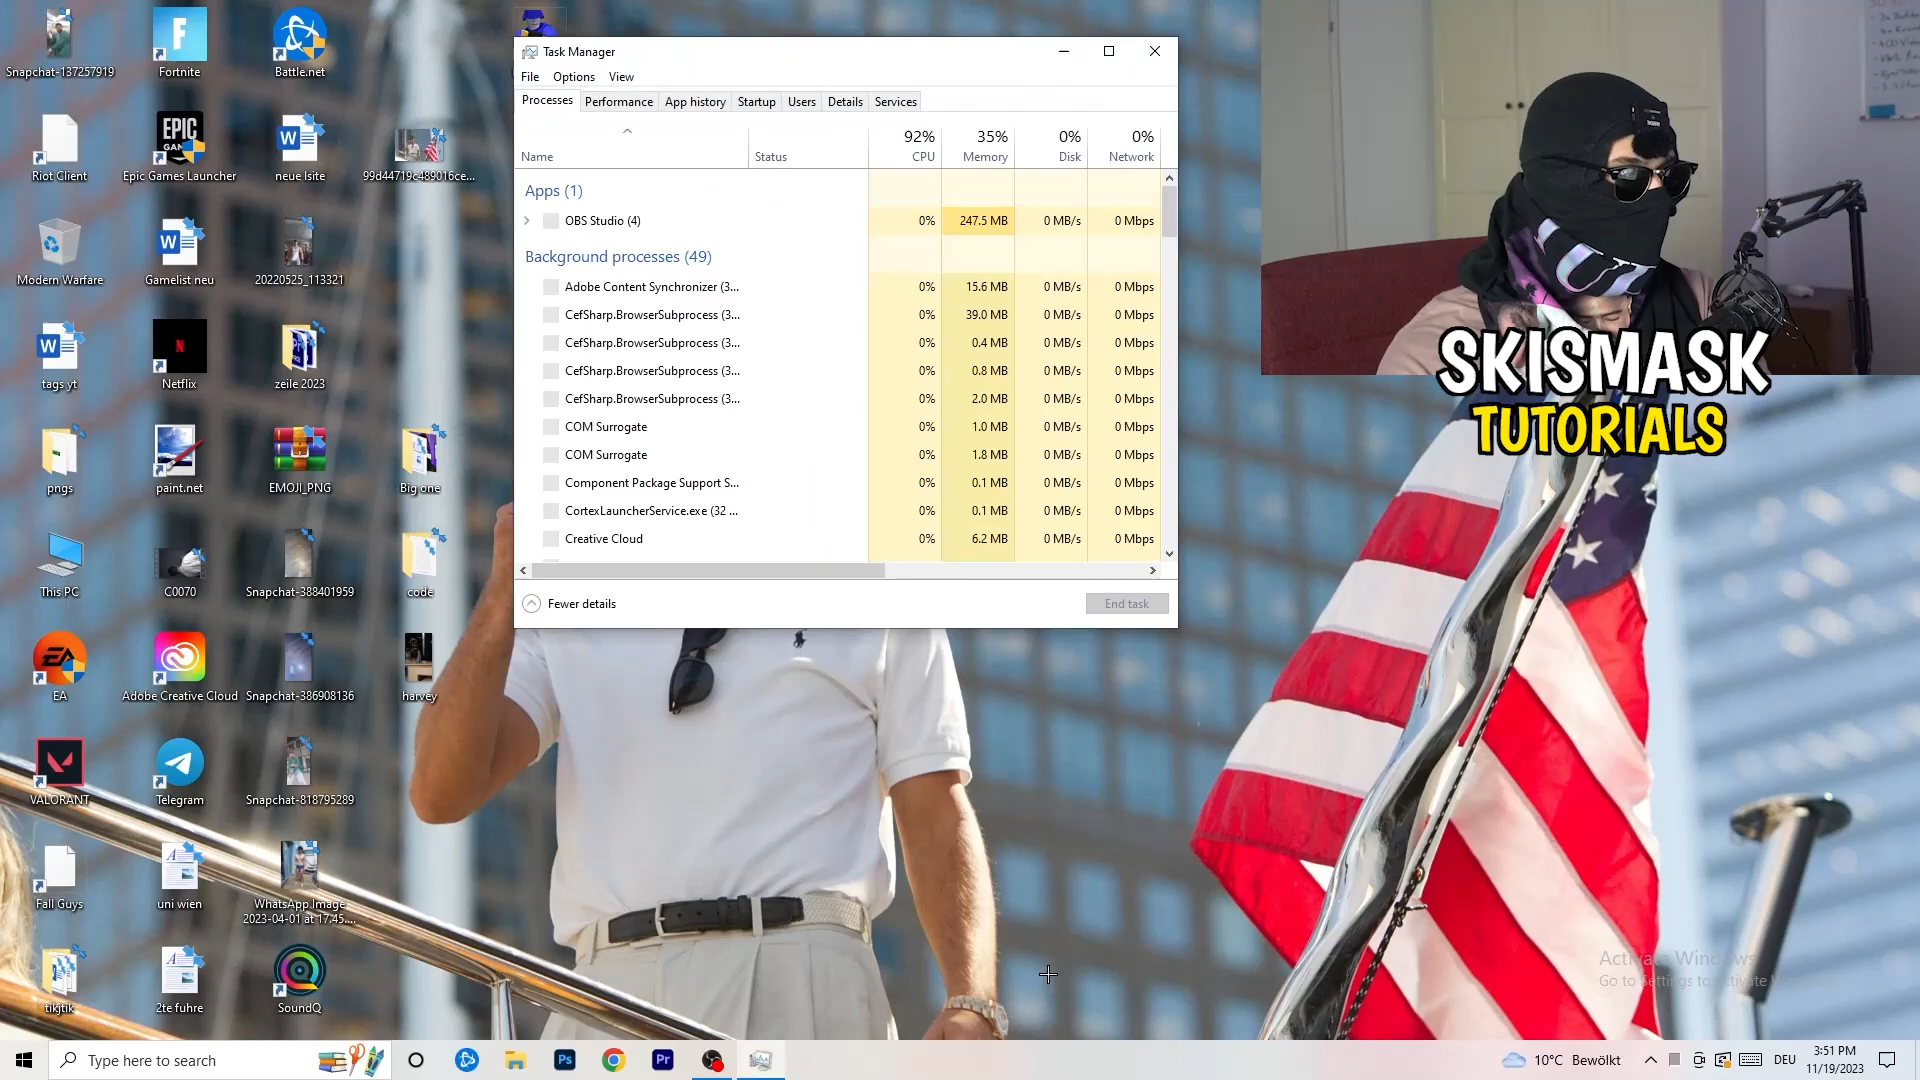 Snapchat-137257919
Fortnite
Battle.net
Riot Client
EPIC
Epic Games Launcher
neue lsite
99d44719c489016ce...
Modern Warfare
Gamelist neu
20220525_113321
tags yt
Netflix
zeile 2023
pngs
paint.net
EMOJI_PNG
Big one
This PC
C0070
Snapchat-388401959
code
EA
Adobe Creative Cloud
Snapchat-386908136
harvey
VALORANT
Telegram
Snapchat-818795289
Fall Guys
uni wien
WhatsApp Image
2023-04-01 at 17.45....
tikjtik
2te fuhre
SoundQ
Task Manager
File Options View
Processes Performance App history Startup Users Details Services
92% 35% 0% 0%
Name Status CPU Memory Disk Network
Apps (1)
OBS Studio (4) 0% 247.5 MB 0 MB/s 0 Mbps
Background processes (49)
Adobe Content Synchronizer (3... 0% 15.6 MB 0 MB/s 0 Mbps
CefSharp.BrowserSubprocess (3... 0% 39.0 MB 0 MB/s 0 Mbps
CefSharp.BrowserSubprocess (3... 0% 0.4 MB 0 MB/s 0 Mbps
CefSharp.BrowserSubprocess (3... 0% 0.8 MB 0 MB/s 0 Mbps
CefSharp.BrowserSubprocess (3... 0% 2.0 MB 0 MB/s 0 Mbps
COM Surrogate 0% 1.0 MB 0 MB/s 0 Mbps
COM Surrogate 0% 1.8 MB 0 MB/s 0 Mbps
Component Package Support S... 0% 0.1 MB 0 MB/s 0 Mbps
CortexLauncherService.exe (32 ... 0% 0.1 MB 0 MB/s 0 Mbps
Creative Cloud 0% 6.2 MB 0 MB/s 0 Mbps
Fewer details
End task
SKISMASK
TUTORIALS
Activate Windows
Go to Settings to activate
Type here to search
Ps
Pr
10°C Bewölkt
DEU
3:51 PM
11/19/2023